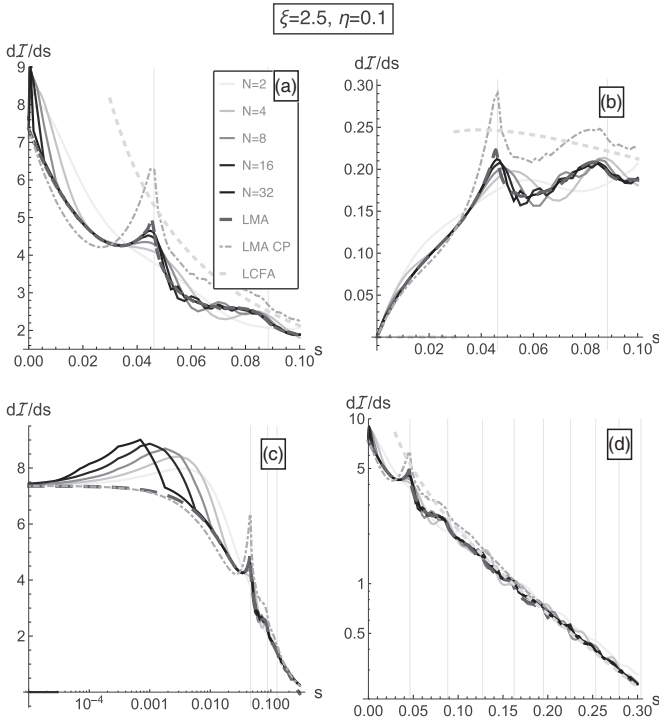 ξ=2.5, η=0.1
dI/ds
9
8
7
6
5
4
3
2
0.00 0.02 0.04 0.06 0.08 0.10 s
(a)
N=2
N=4
N=8
N=16
N=32
LMA
LMA CP
LCFA
dI/ds
0.30
0.25
0.20
0.15
0.10
0.05
0.02 0.04 0.06 0.08 0.10 s
(b)
dI/ds
8
6
4
2
10⁻⁴ 0.001 0.010 0.100 s
(c)
dI/ds
10
5
1
0.5
0.00 0.05 0.10 0.15 0.20 0.25 0.30 s
(d)